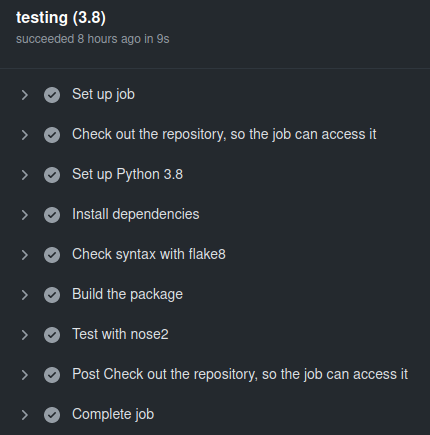 testing (3.8)
succeeded 8 hours ago in 9s
Set up job
Check out the repository, so the job can access it
Set up Python 3.8
Install dependencies
Check syntax with flake8
Build the package
Test with nose2
Post Check out the repository, so the job can access it
Complete job